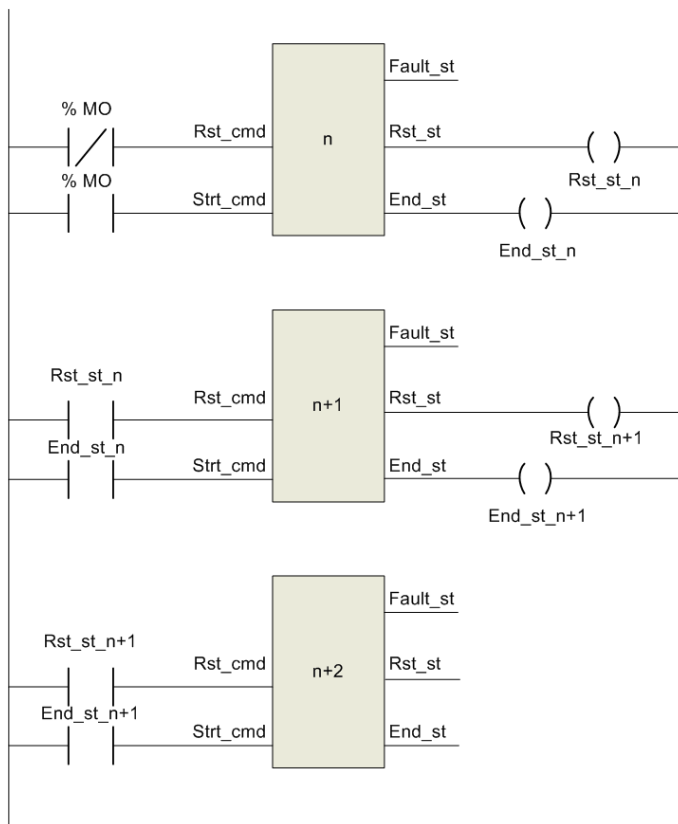 Fault_st
% MO
Rst_cmd
n
Rst_st
% MO
Rst_st_n
Strt_cmd
End_st
End_st_n
Fault_st
Rst_st_n
Rst_cmd
n+1
Rst_st
End_st_n
Rst_st_n+1
Strt_cmd
End_st
End_st_n+1
Fault_st
Rst_st_n+1
Rst_cmd
n+2
Rst_st
End_st_n+1
Strt_cmd
End_st